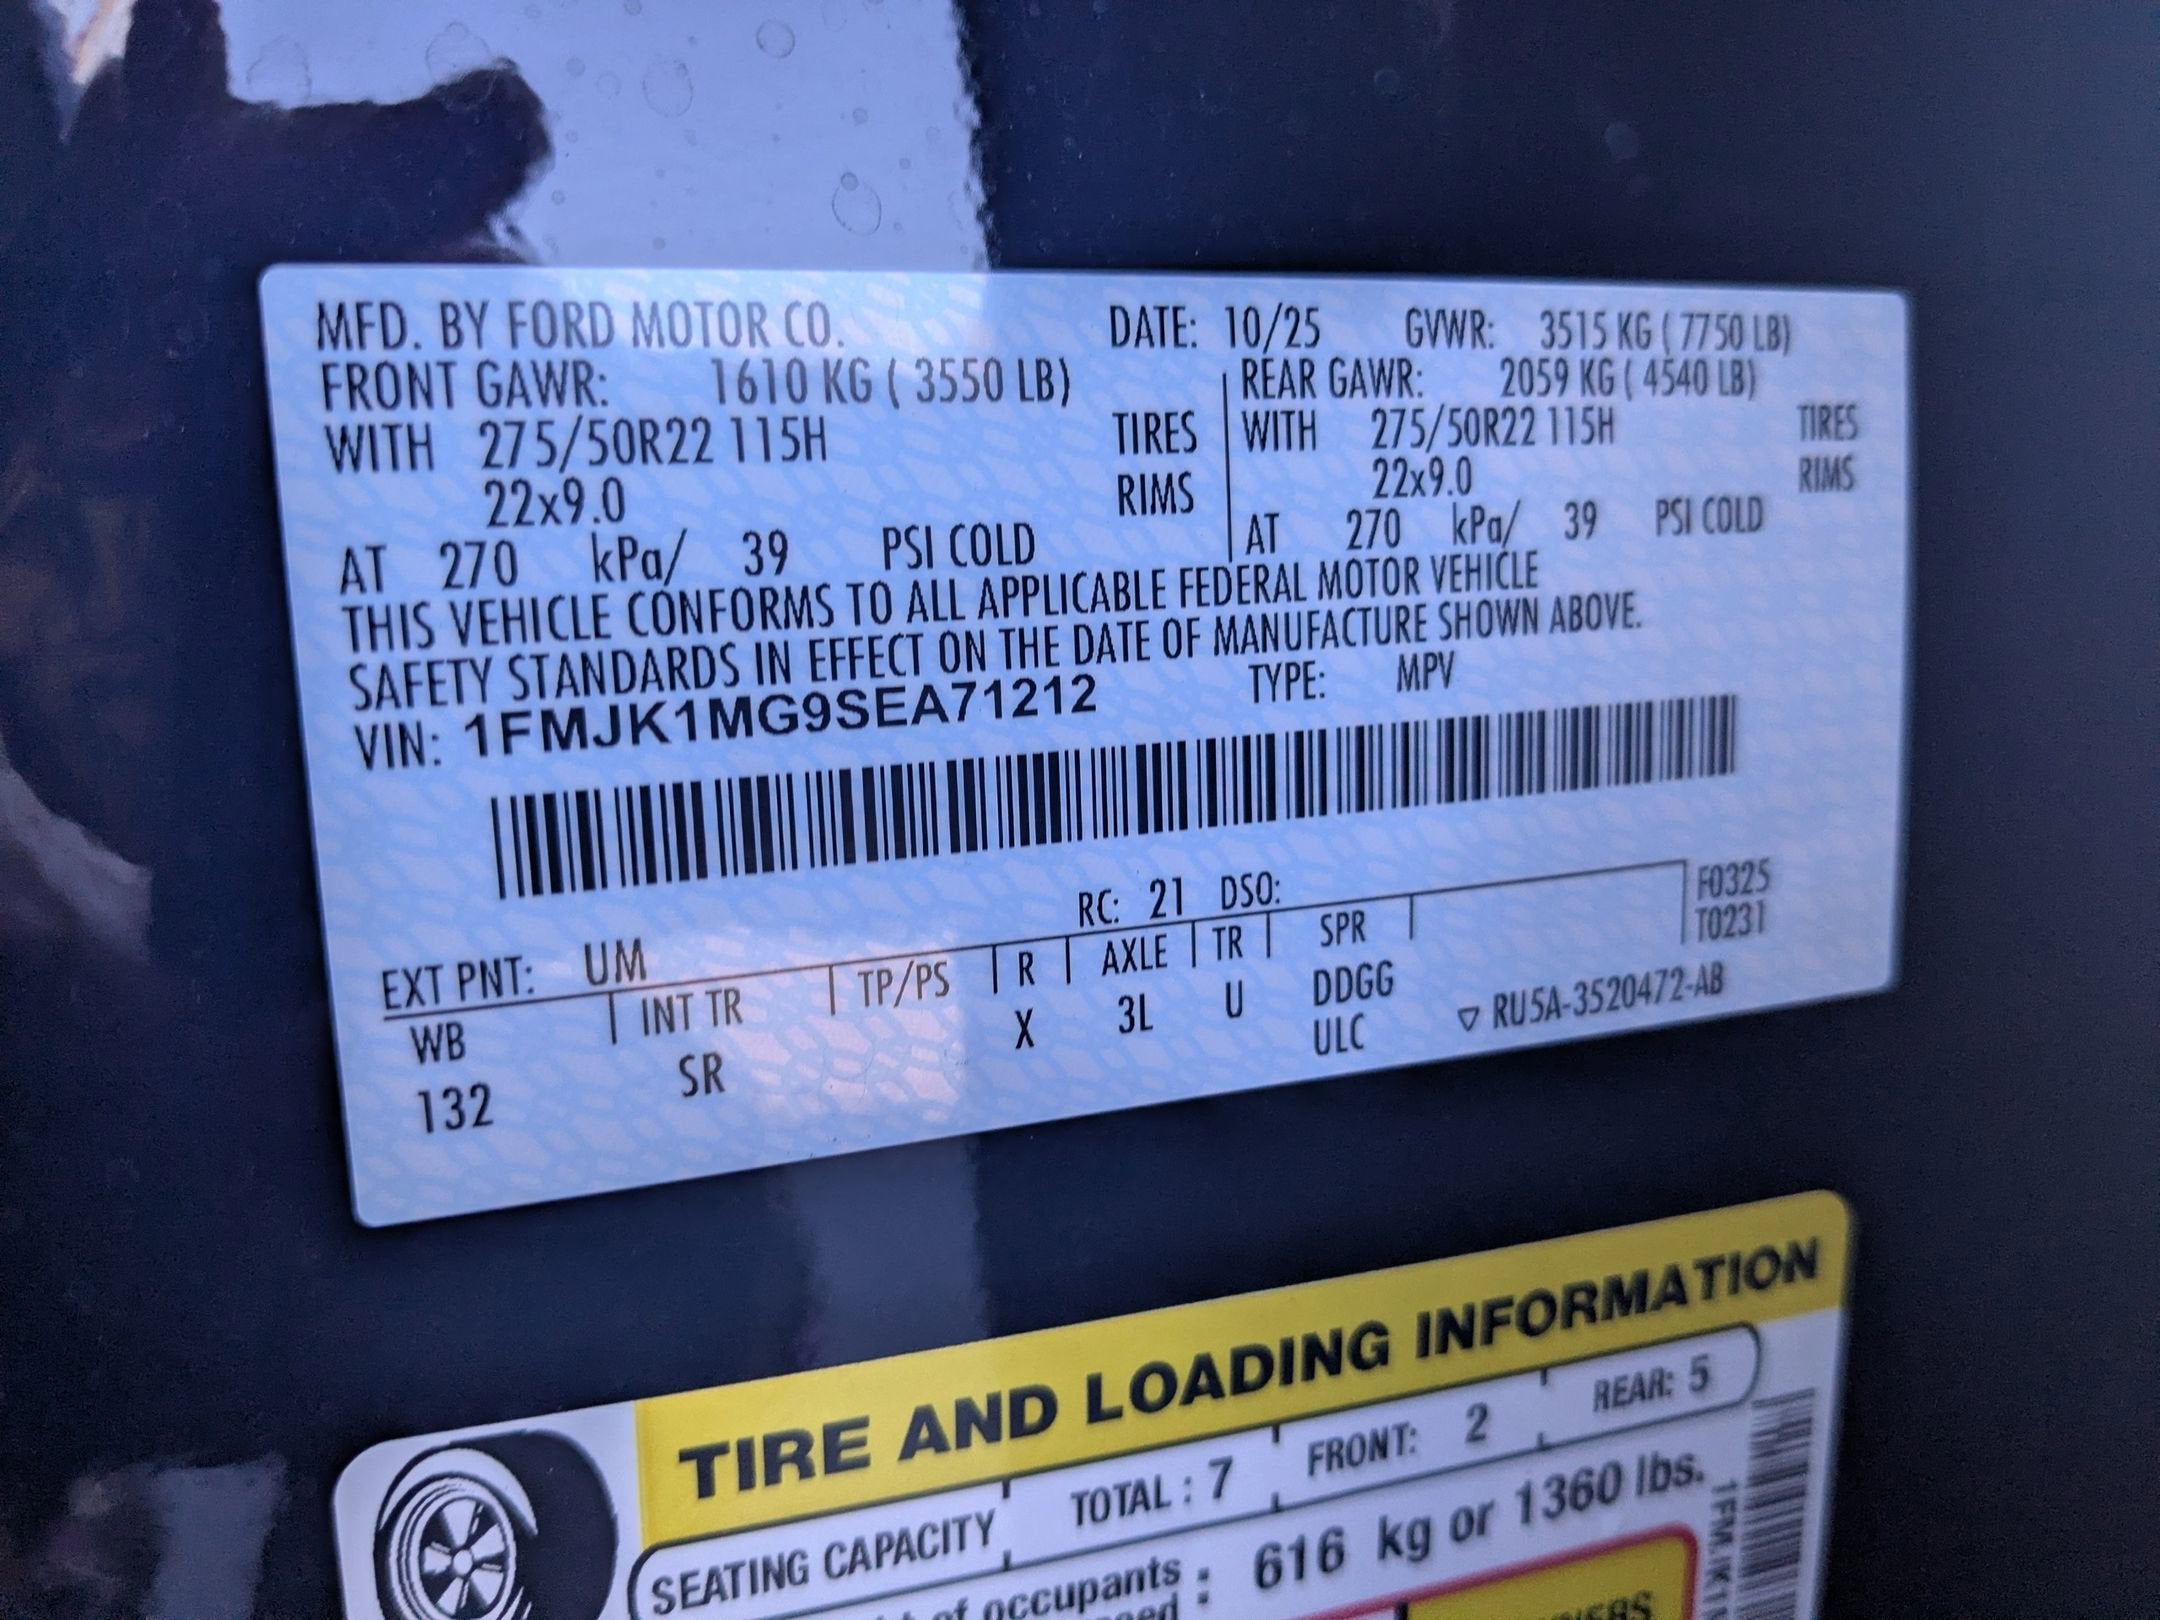 MFD. BY FORD MOTOR CO. DATE: 10/25 GVWR: 3515 KG ( 7750 LB)
FRONT GAWR: 1610 KG ( 3550 LB) REAR GAWR: 2059 KG ( 4540 LB)
WITH 275/50R22 115H TIRES WITH 275/50R22 115H TIRES
22x9.0 RIMS 22x9.0 RIMS
AT 270 kPa/ 39 PSI COLD AT 270 kPa/ 39 PSI COLD
THIS VEHICLE CONFORMS TO ALL APPLICABLE FEDERAL MOTOR VEHICLE
SAFETY STANDARDS IN EFFECT ON THE DATE OF MANUFACTURE SHOWN ABOVE.
VIN: 1FMJK1MG9SEA71212 TYPE: MPV
RC: 21 DSO: F0325
EXT PNT: UM T0231
WB INT TR TP/PS R AXLE TR SPR
132 SR X 3L U DDGG
ULC
▽ RU5A-3520472-AB
TIRE AND LOADING INFORMATION
SEATING CAPACITY TOTAL : 7 FRONT: 2 REAR: 5
of occupants : 616 kg or 1360 lbs.